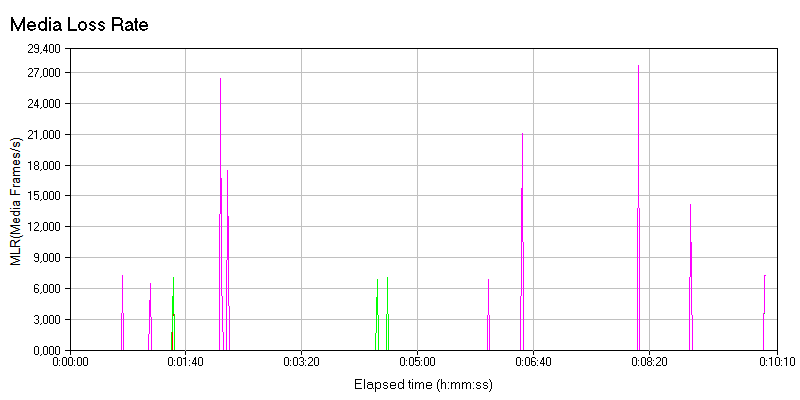 Media Loss Rate
29,400
27,000
24,000
21,000
18,000
15,000
12,000
9,000
6,000
3,000
0,000
MLR(Media Frames/s)
0:00:00 0:01:40 0:03:20 0:05:00 0:06:40 0:08:20 0:10:10
Elapsed time (h:mm:ss)